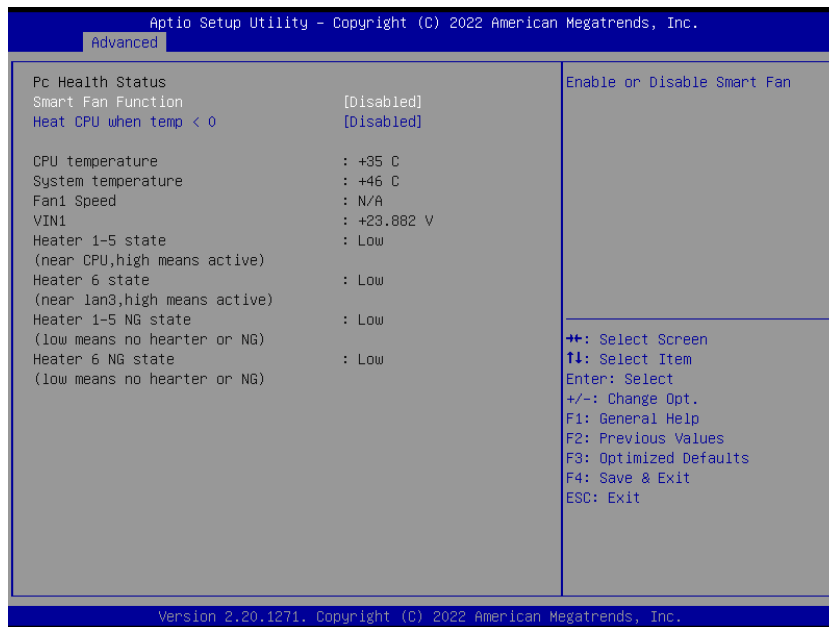 Aptio Setup Utility – Copyright (C) 2022 American Megatrends, Inc.
Advanced
Pc Health Status
Smart Fan Function [Disabled]
Heat CPU when temp < 0 [Disabled]
CPU temperature : +35 C
System temperature : +46 C
Fan1 Speed : N/A
VIN1 : +23.882 V
Heater 1-5 state : Low
(near CPU,high means active)
Heater 6 state : Low
(near lan3,high means active)
Heater 1-5 NG state : Low
(low means no hearter or NG)
Heater 6 NG state : Low
(low means no hearter or NG)
Enable or Disable Smart Fan
→←: Select Screen
↑↓: Select Item
Enter: Select
+/-: Change Opt.
F1: General Help
F2: Previous Values
F3: Optimized Defaults
F4: Save & Exit
ESC: Exit
Version 2.20.1271. Copyright (C) 2022 American Megatrends, Inc.